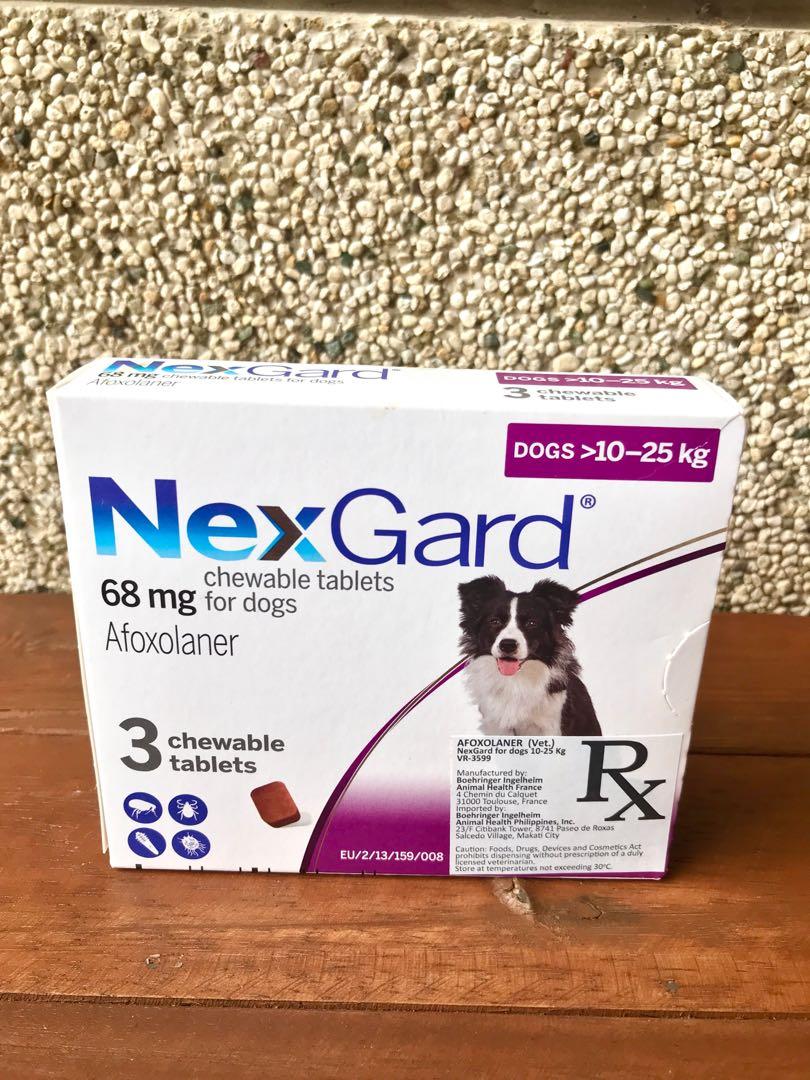 NexGard
68 mg chewable tablets for dogs
Afoxolaner
DOGS >10–25 kg
3 chewable
tablets
DOGS >10–25 kg
NexGard®
68 mg chewable tablets
for dogs
Afoxolaner
3 chewable
tablets
EU/2/13/159/008
AFOXOLANER (Vet.)
NexGard for dogs 10-25 Kg
VR-3599
Rx
Manufactured by:
Boehringer Ingelheim
Animal Health France
4 Chemin du Calquet
31000 Toulouse, France
Imported by:
Boehringer Ingelheim
Animal Health Philippines, Inc.
23/F Citibank Tower, 8741 Paseo de Roxas
Salcedo Village, Makati City
Caution: Foods, Drugs, Devices and Cosmetics Act
prohibits dispensing without prescription of a duly
licensed veterinarian.
Store at temperatures not exceeding 30°C.